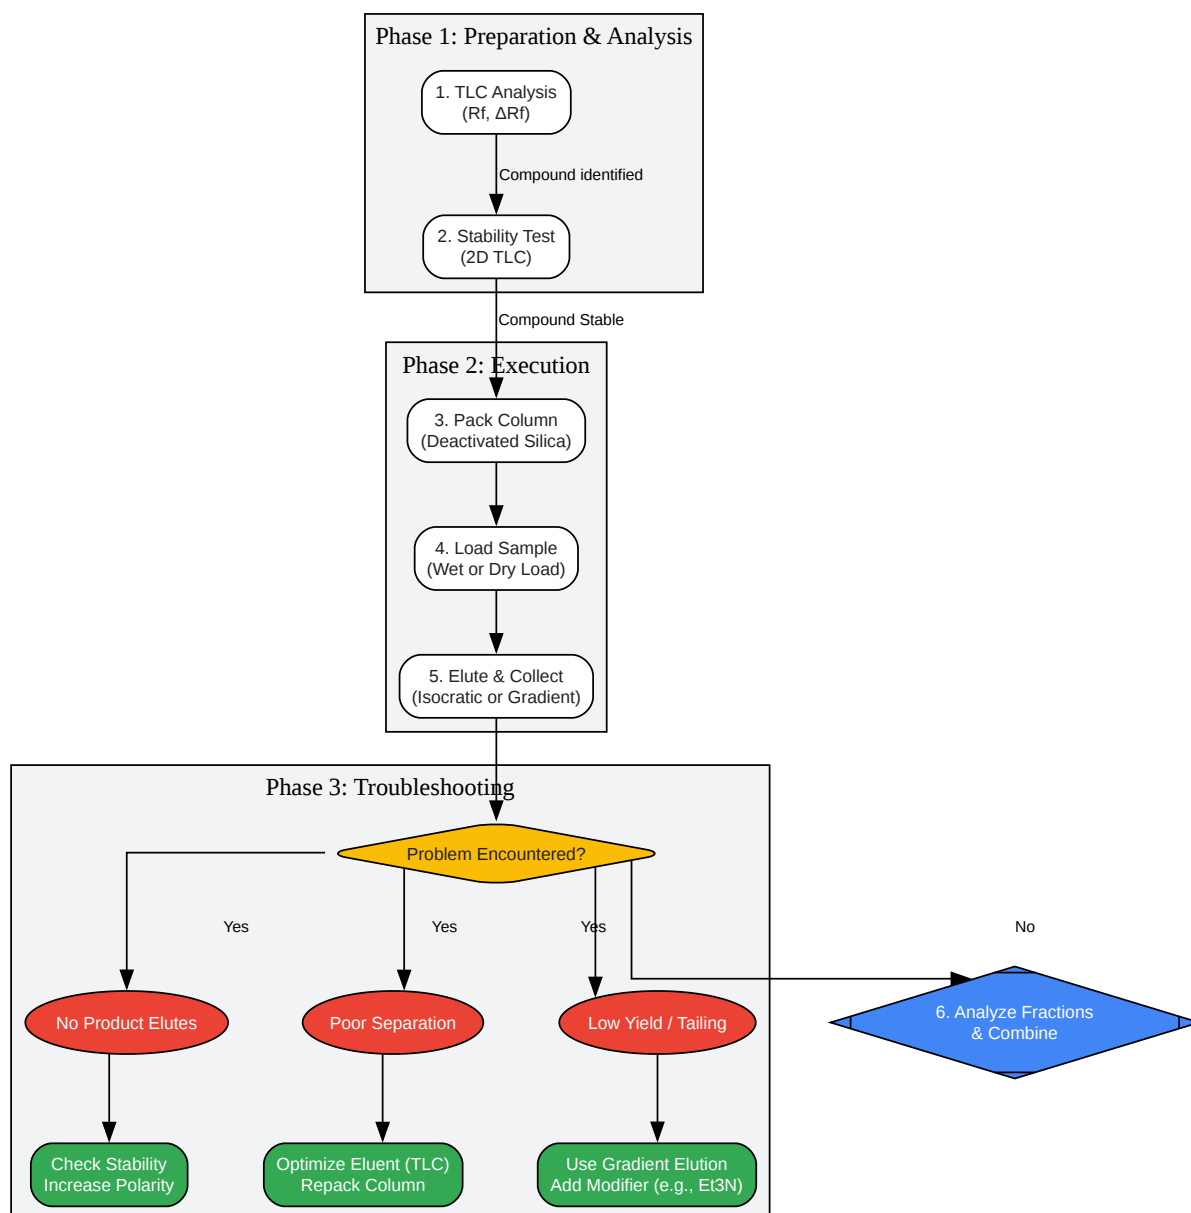 Phase 1: Preparation & Analysis
1. TLC Analysis
(Rf, ΔRf)
Compound identified
2. Stability Test
(2D TLC)
Compound Stable
Phase 2: Execution
3. Pack Column
(Deactivated Silica)
4. Load Sample
(Wet or Dry Load)
5. Elute & Collect
(Isocratic or Gradient)
Phase 3: Troubleshooting
Problem Encountered?
Yes
Yes
Yes
No
No Product Elutes
Poor Separation
Low Yield / Tailing
6. Analyze Fractions
& Combine
Check Stability
Increase Polarity
Optimize Eluent (TLC)
Repack Column
Use Gradient Elution
Add Modifier (e.g., Et3N)